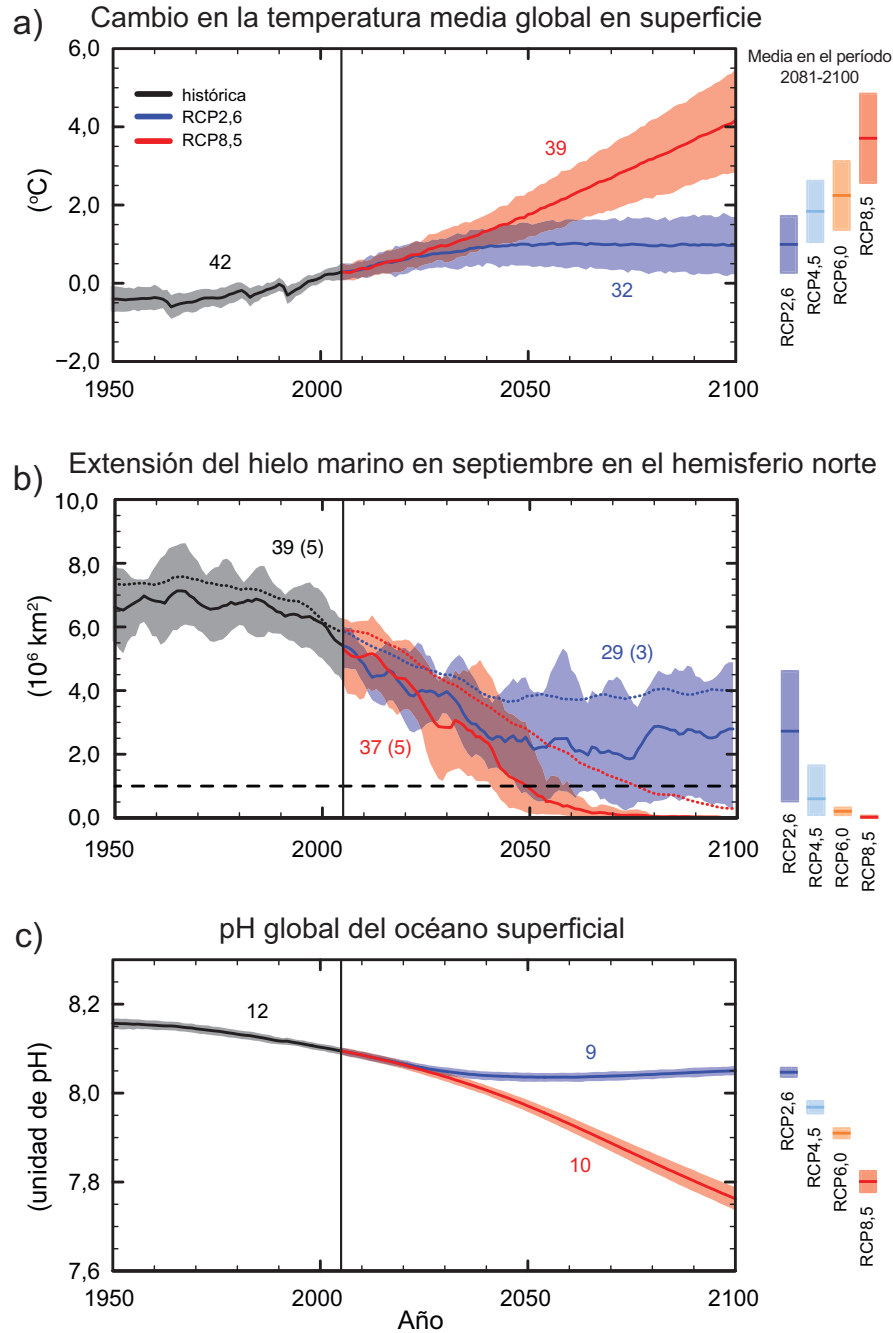 a)
Cambio en la temperatura media global en superficie
6,0
4,0
2,0
0,0
−2,0
(ºC)
histórica
RCP2,6
RCP8,5
42
39
32
1950
2000
2050
2100
Media en el período
2081-2100
RCP2,6
RCP4,5
RCP6,0
RCP8,5
b)
Extensión del hielo marino en septiembre en el hemisferio norte
10,0
8,0
6,0
4,0
2,0
0,0
(10⁶ km²)
39 (5)
29 (3)
37 (5)
1950
2000
2050
2100
RCP2,6
RCP4,5
RCP6,0
RCP8,5
c)
pH global del océano superficial
8,2
8,0
7,8
7,6
(unidad de pH)
12
9
10
1950
2000
2050
2100
Año
RCP2,6
RCP4,5
RCP6,0
RCP8,5